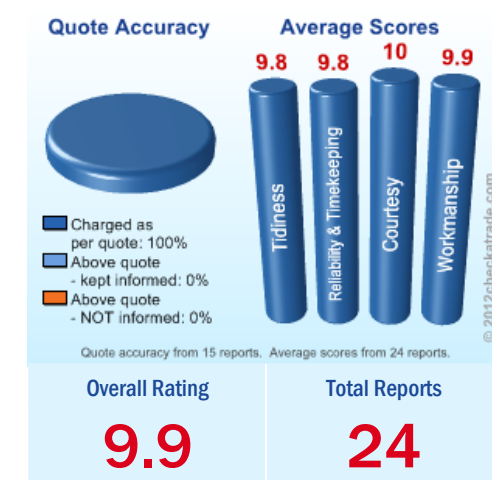 Quote Accuracy
Average Scores
9.8
9.8
10
9.9
Tidiness
Reliability & Timekeeping
Courtesy
Workmanship
Charged as
per quote: 100%
Above quote
- kept informed: 0%
Above quote
- NOT informed: 0%
© 2012checkatrade.com
Quote accuracy from 15 reports. Average scores from 24 reports.
Overall Rating
Total Reports
9.9
24